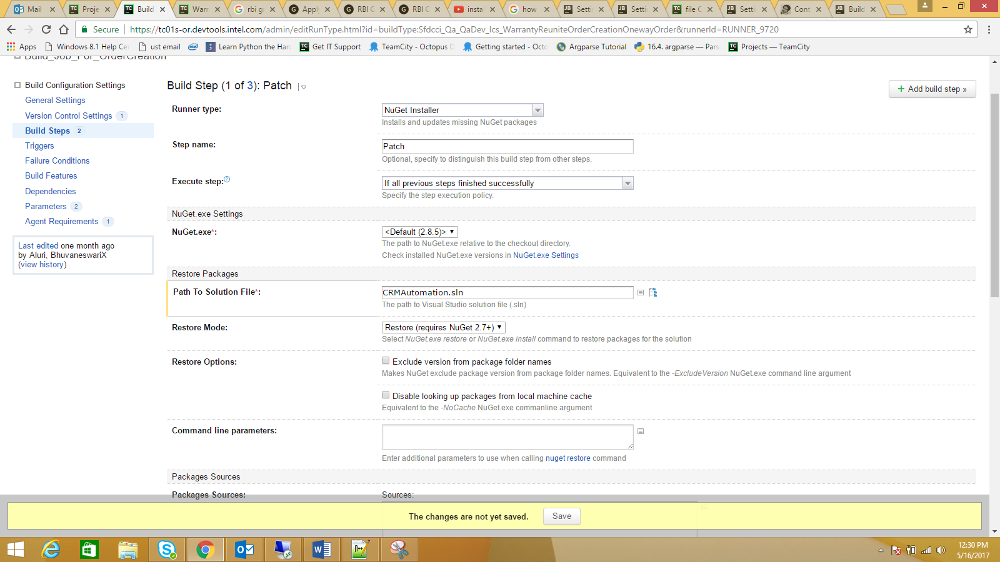 Mail
Proje
Build
Warr
rbi g
Apply
RBI G
RBI G
instal
how
Settin
Settin
file C
Settin
Cont
Build
Secure
https://tc01s-or.devtools.intel.com/admin/editRunType.html?id=buildType:Sfdcci_Qa_QaDev_Ics_WarrantyReuniteOrderCreationOnewayOrder&runnerId=RUNNER_9720
Apps
Windows 8.1 Help Ce
ust email
Learn Python the Har
Get IT Support
TeamCity - Octopus D
Getting started - Octo
Argparse Tutorial
16.4. argparse — Pars
Projects — TeamCity
Build_Job_For_OrderCreation
Build Configuration Settings
General Settings
Version Control Settings 1
Build Steps 2
Triggers
Failure Conditions
Build Features
Dependencies
Parameters 2
Agent Requirements 1
Last edited one month ago
by Aluri, BhuvaneswariX
(view history)
Build Step (1 of 3): Patch
+ Add build step »
Runner type:
NuGet Installer
Installs and updates missing NuGet packages
Step name:
Patch
Optional, specify to distinguish this build step from other steps.
Execute step:
If all previous steps finished successfully
Specify the step execution policy.
NuGet.exe Settings
NuGet.exe*:
<Default (2.8.5)>
The path to NuGet.exe relative to the checkout directory.
Check installed NuGet.exe versions in NuGet.exe Settings
Restore Packages
Path To Solution File*:
CRMAutomation.sln
The path to Visual Studio solution file (.sln)
Restore Mode:
Restore (requires NuGet 2.7+)
Select NuGet.exe restore or NuGet.exe install command to restore packages for the solution
Restore Options:
Exclude version from package folder names
Makes NuGet exclude package version from package folder names. Equivalent to the -ExcludeVersion NuGet.exe command line argument
Disable looking up packages from local machine cache
Equivalent to the -NoCache NuGet.exe commanline argument
Command line parameters:
Enter additional parameters to use when calling nuget restore command
Packages Sources
Packages Sources:
Sources:
The changes are not yet saved.
Save
12:30 PM
5/16/2017